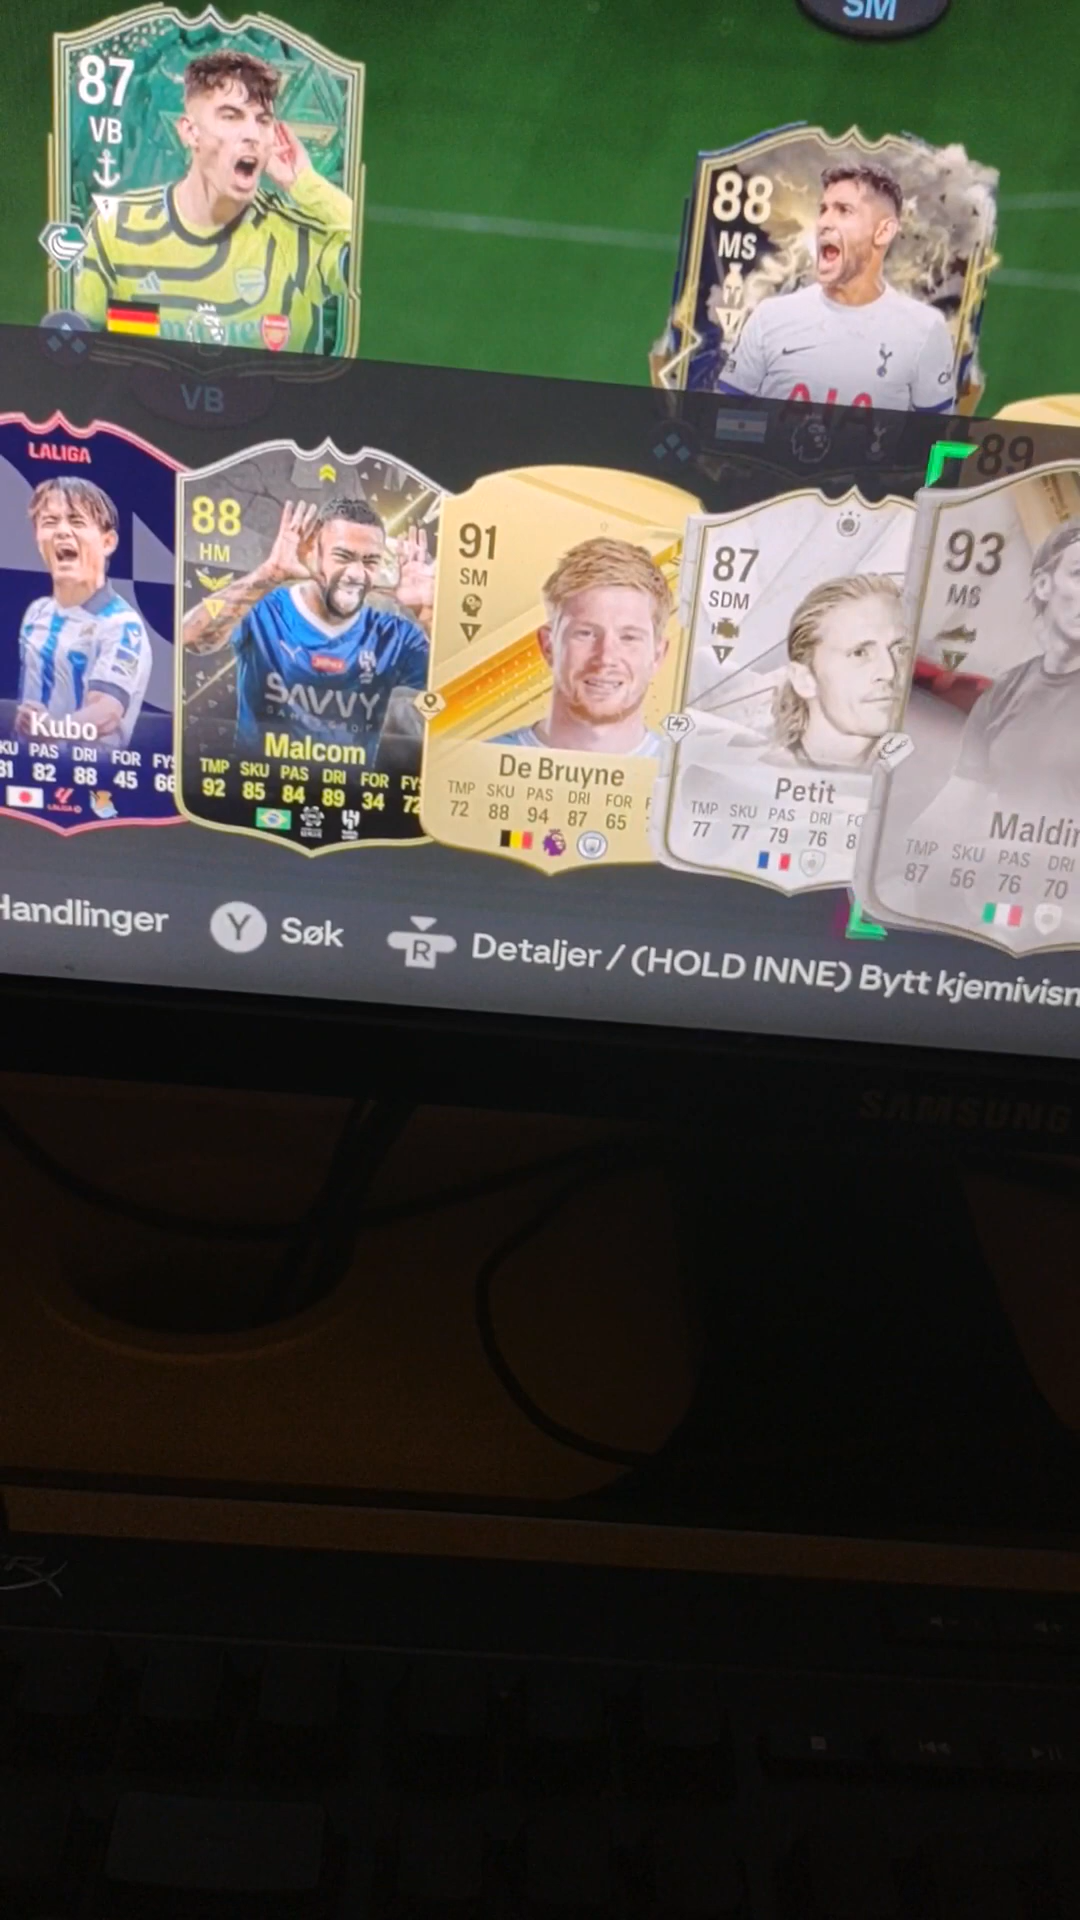 SM
87
VB
88
MS
VB
89
LALIGA
Kubo
PAS DRI FOR
82 88 45 66
88
HM
SAVVY
Malcom
TMP SKU PAS DRI FOR
92 85 84 89 34 72
91
SM
De Bruyne
TMP SKU PAS DRI FOR
72 88 94 87 65
87
SDM
Petit
TMP SKU PAS DRI
77 77 79 76
93
MS
Maldin
TMP SKU PAS DRI
87 56 76 70
Handlinger
Y Søk
R Detaljer / (HOLD INNE) Bytt kjemivisn
SAMSUNG